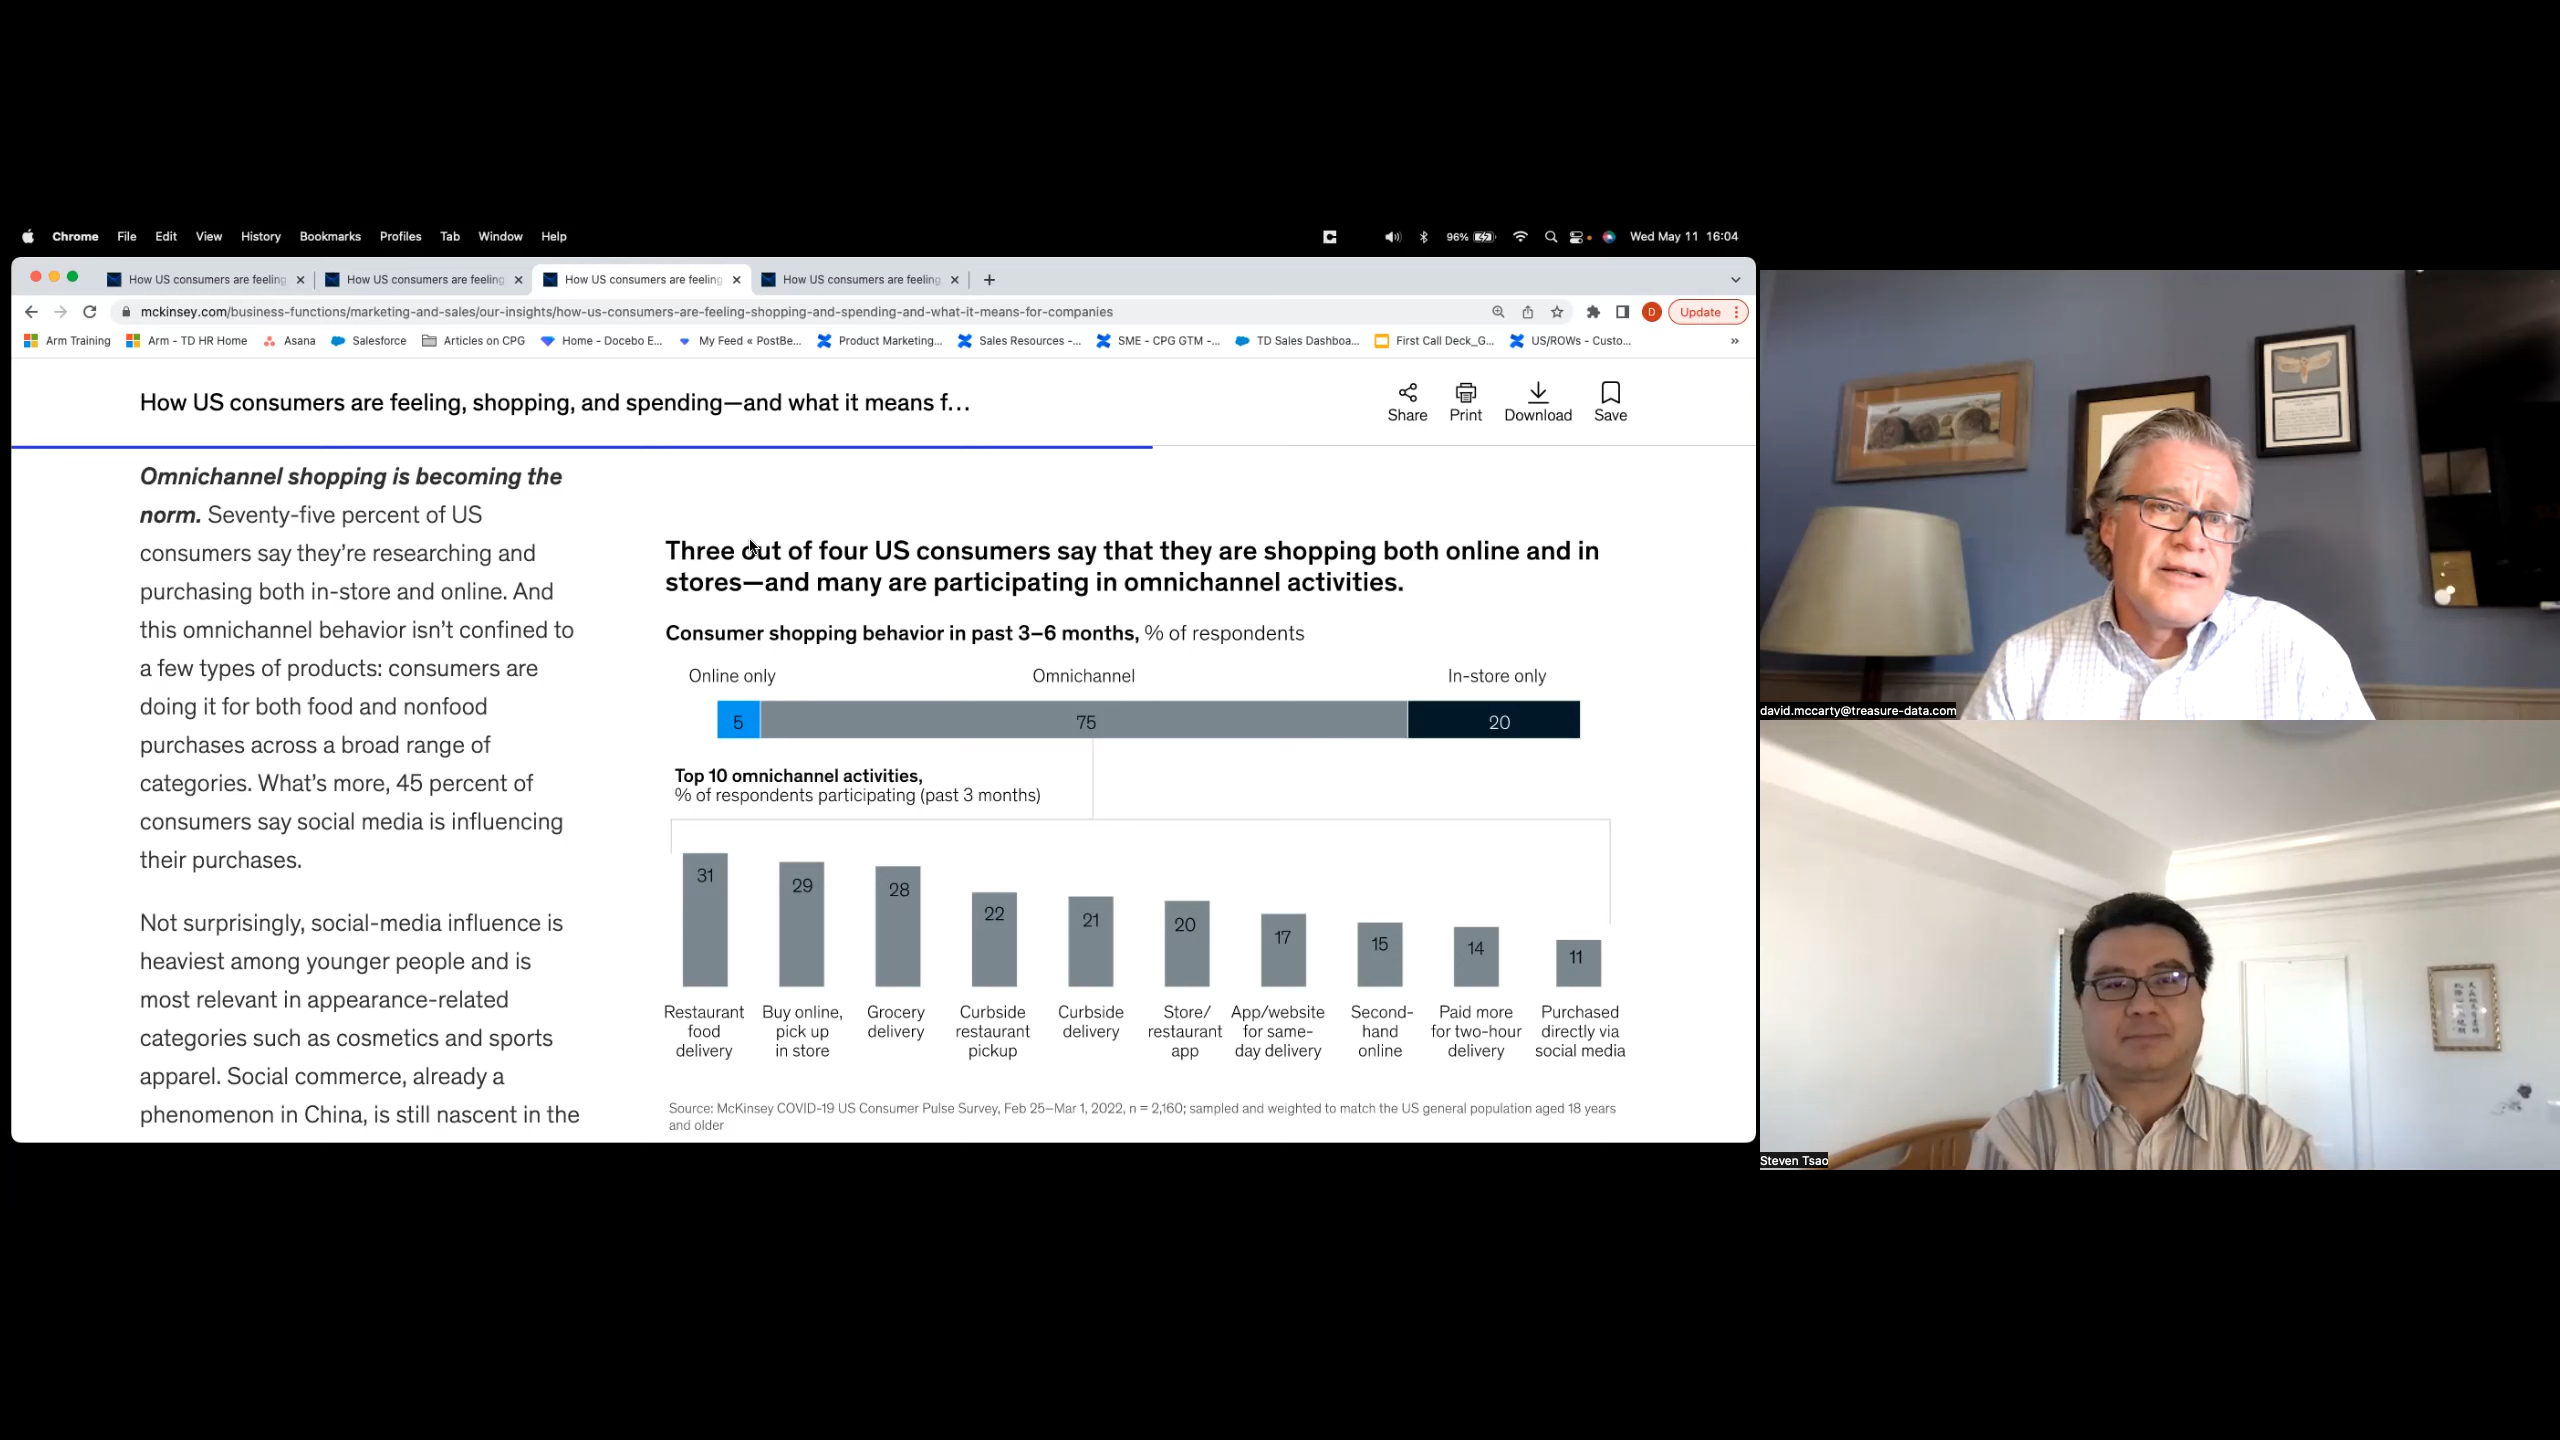 Chrome File Edit View History Bookmarks Profiles Tab Window Help 96% Wed May 11 16:04
How US consumers are feeling How US consumers are feeling How US consumers are feeling How US consumers are feeling
mckinsey.com/business-functions/marketing-and-sales/our-insights/how-us-consumers-are-feeling-shopping-and-spending-and-what-it-means-for-companies D Update
Arm Training Arm - TD HR Home Asana Salesforce Articles on CPG Home - Docebo E... My Feed « PostBe... Product Marketing... Sales Resources -... SME - CPG GTM -... TD Sales Dashboa... First Call Deck_G... US/ROWs - Custo... »
How US consumers are feeling, shopping, and spending—and what it means f...
Share Print Download Save
Omnichannel shopping is becoming the
norm. Seventy-five percent of US
consumers say they’re researching and
purchasing both in-store and online. And
this omnichannel behavior isn’t confined to
a few types of products: consumers are
doing it for both food and nonfood
purchases across a broad range of
categories. What’s more, 45 percent of
consumers say social media is influencing
their purchases.
Not surprisingly, social-media influence is
heaviest among younger people and is
most relevant in appearance-related
categories such as cosmetics and sports
apparel. Social commerce, already a
phenomenon in China, is still nascent in the
Three out of four US consumers say that they are shopping both online and in
stores—and many are participating in omnichannel activities.
Consumer shopping behavior in past 3–6 months, % of respondents
Online only Omnichannel In-store only
5 75 20
Top 10 omnichannel activities,
% of respondents participating (past 3 months)
31 29 28 22 21 20 17 15 14 11
Restaurant Buy online, Grocery Curbside Curbside Store/ App/website Second- Paid more Purchased
food pick up delivery restaurant delivery restaurant for same- hand for two-hour directly via
delivery in store pickup app day delivery online delivery social media
Source: McKinsey COVID-19 US Consumer Pulse Survey, Feb 25–Mar 1, 2022, n = 2,160; sampled and weighted to match the US general population aged 18 years
and older
david.mccarty@treasure-data.com
Steven Tsao